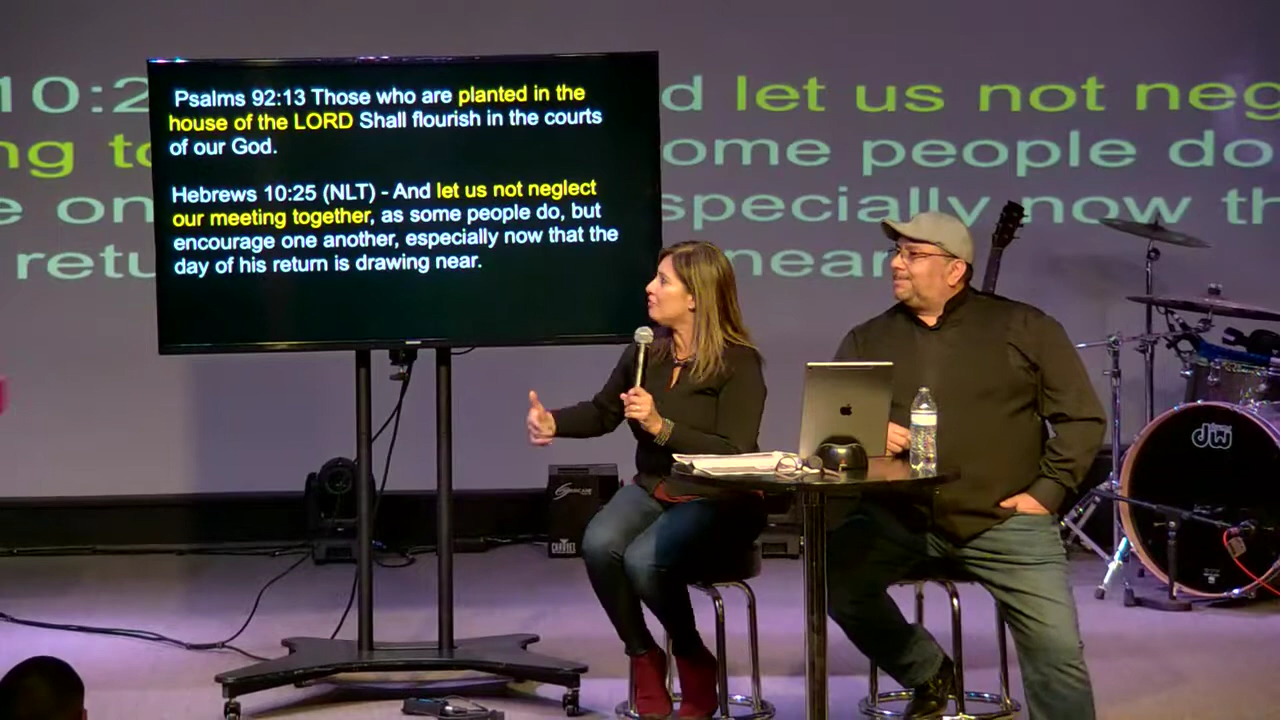 Psalms 92:13 Those who are planted in the
house of the LORD Shall flourish in the courts
of our God.
Hebrews 10:25 (NLT) - And let us not neglect
our meeting together, as some people do, but
encourage one another, especially now that the
day of his return is drawing near.
10:2
d let us not neg
ng to
ome people do
e on
specially now th
retu
near
dw
CHAUVET